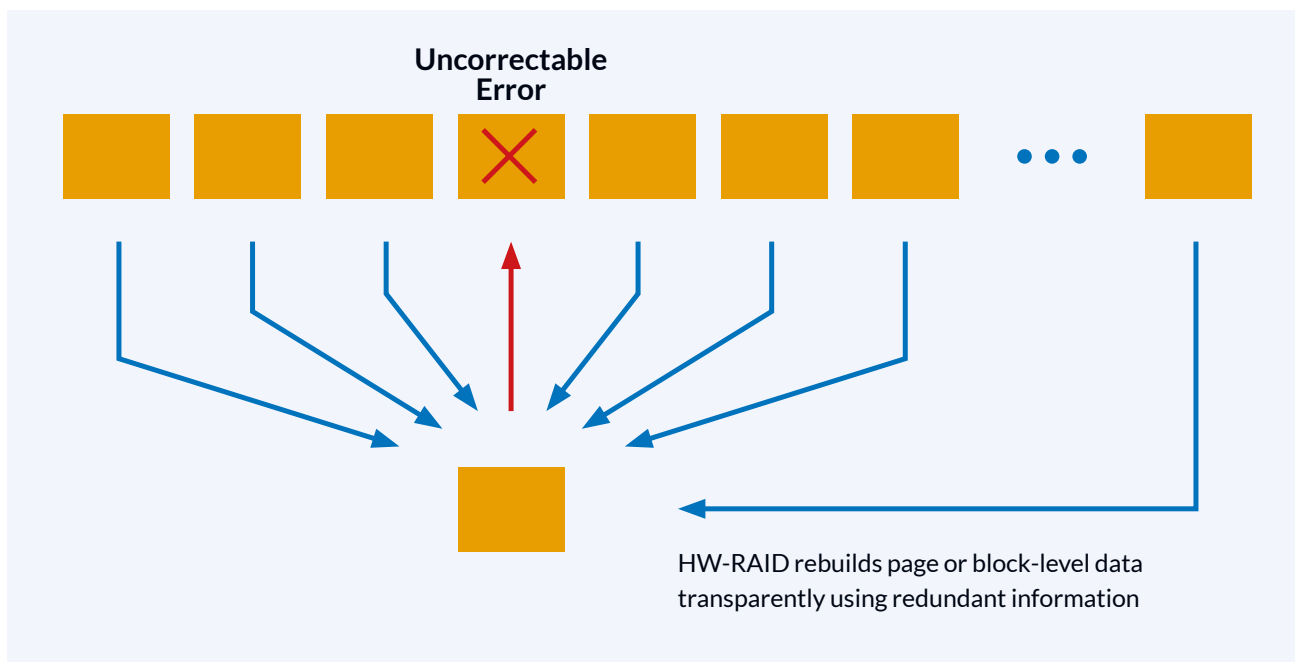 Uncorrectable
Error
HW-RAID rebuilds page or block-level data
transparently using redundant information